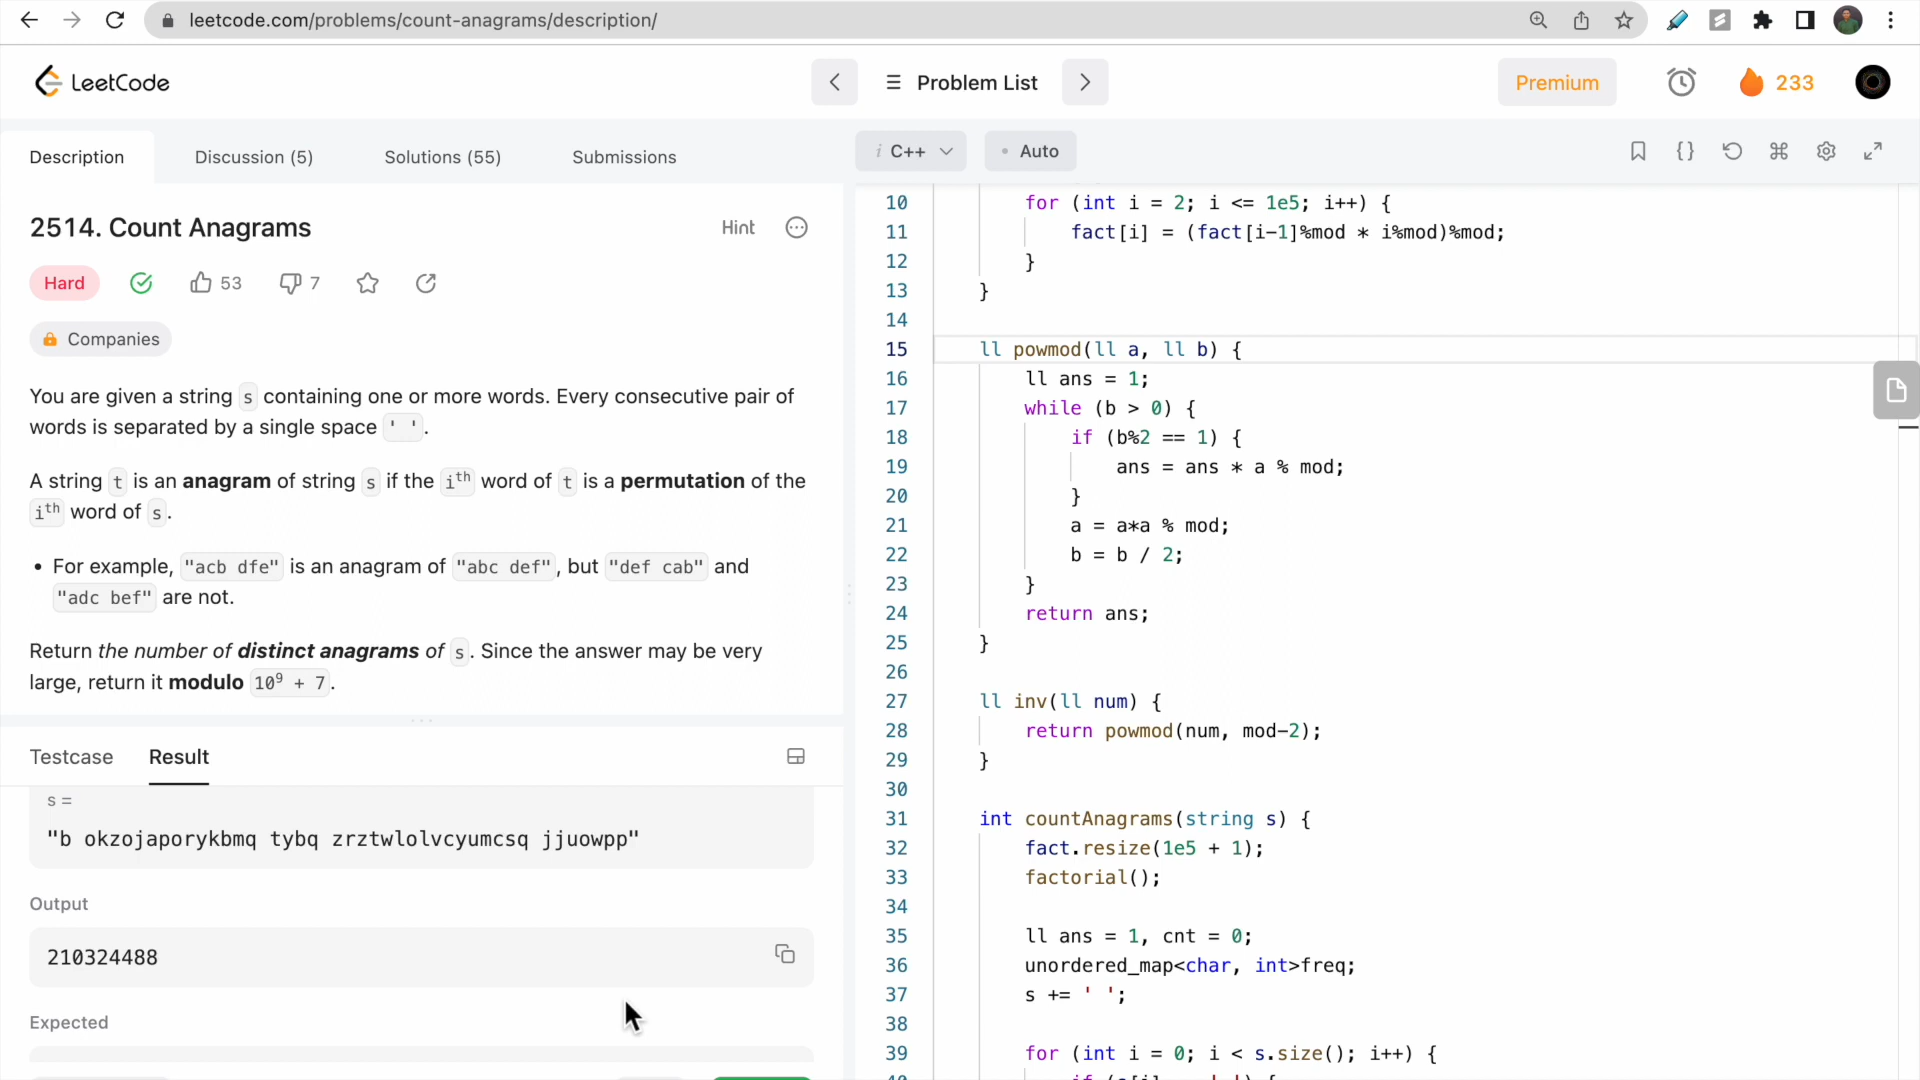 leetcode.com/problems/count-anagrams/description/
LeetCode
Problem List
Premium
233
Description
Discussion (5)
Solutions (55)
Submissions
2514. Count Anagrams
Hint
Hard
53
7
Companies
You are given a string s containing one or more words. Every consecutive pair of
words is separated by a single space ' '.
A string t is an anagram of string s if the ith word of t is a permutation of the
ith word of s.
• For example, "acb dfe" is an anagram of "abc def", but "def cab" and
"adc bef" are not.
Return the number of distinct anagrams of s. Since the answer may be very
large, return it modulo 10⁹ + 7.
Testcase
Result
s =
"b okzojaporykbmq tybq zrztwlolvcyumcsq jjuowpp"
Output
210324488
Expected
i C++
• Auto
10 for (int i = 2; i <= 1e5; i++) {
11 fact[i] = (fact[i-1]%mod * i%mod)%mod;
12 }
13 }
14
15 ll powmod(ll a, ll b) {
16 ll ans = 1;
17 while (b > 0) {
18 if (b%2 == 1) {
19 ans = ans * a % mod;
20 }
21 a = a*a % mod;
22 b = b / 2;
23 }
24 return ans;
25 }
26
27 ll inv(ll num) {
28 return powmod(num, mod-2);
29 }
30
31 int countAnagrams(string s) {
32 fact.resize(1e5 + 1);
33 factorial();
34
35 ll ans = 1, cnt = 0;
36 unordered_map<char, int>freq;
37 s += ' ';
38
39 for (int i = 0; i < s.size(); i++) {